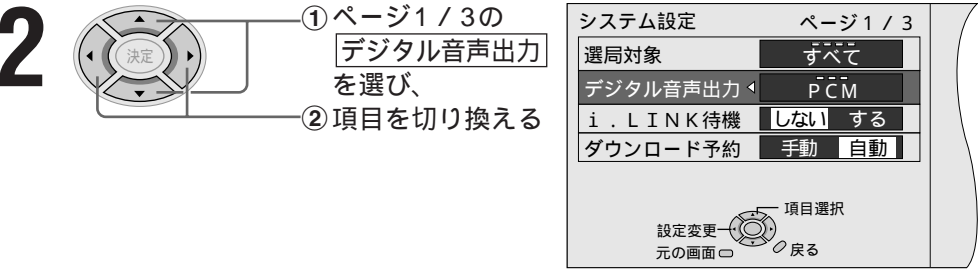 2
決定
①ページ1/3の
デジタル音声出力
を選び、
②項目を切り換える
システム設定 ページ1/3
選局対象 すべて
デジタル音声出力 PCM
i.LINK待機 しない する
ダウンロード予約 手動 自動
項目選択
設定変更
元の画面 戻る